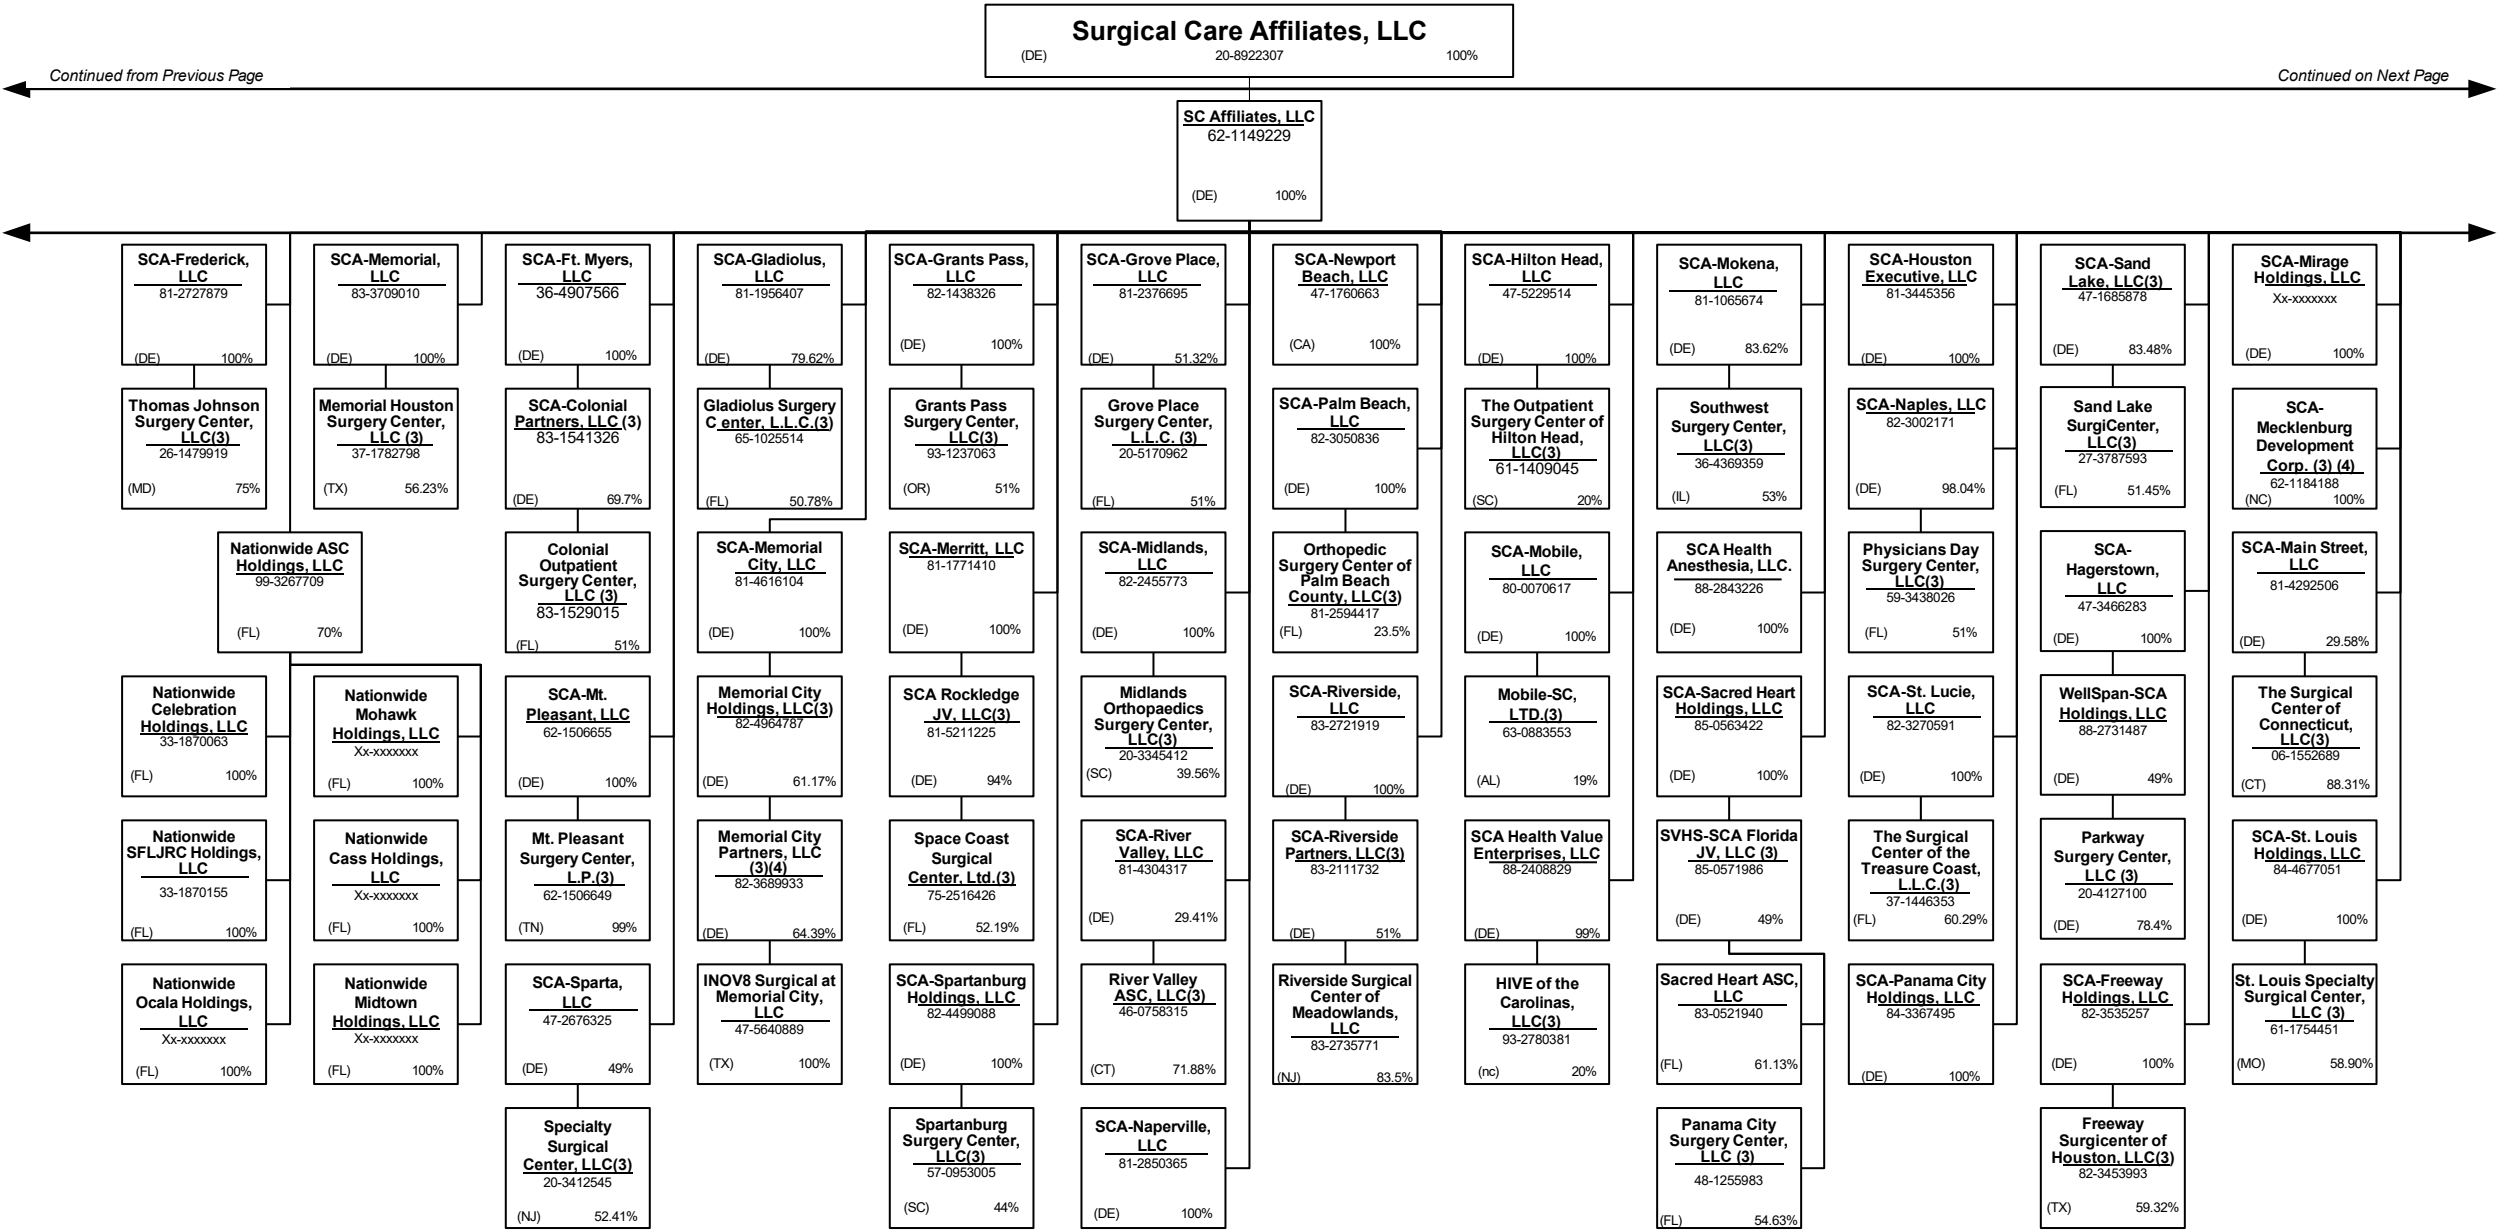 Surgical Care Affiliates, LLC
(DE) 20-8922307 100%
Continued from Previous Page
Continued on Next Page
SC Affiliates, LLC
62-1149229
(DE) 100%
SCA-Frederick,
LLC
81-2727879
(DE) 100%
Thomas Johnson
Surgery Center,
LLC(3)
26-1479919
(MD) 75%
Nationwide ASC
Holdings, LLC
99-3267709
(FL) 70%
Nationwide
Celebration
Holdings, LLC
33-1870063
(FL) 100%
Nationwide
SFLJRC Holdings,
LLC
33-1870155
(FL) 100%
Nationwide
Ocala Holdings,
LLC
Xx-xxxxxxx
(FL) 100%
SCA-Memorial,
LLC
83-3709010
(DE) 100%
Memorial Houston
Surgery Center,
LLC (3)
37-1782798
(TX) 56.23%
Nationwide
Mohawk
Holdings, LLC
Xx-xxxxxxx
(FL) 100%
Nationwide
Cass Holdings,
LLC
Xx-xxxxxxx
(FL) 100%
Nationwide
Midtown
Holdings, LLC
Xx-xxxxxxx
(FL) 100%
SCA-Ft. Myers,
LLC
36-4907566
(DE) 100%
SCA-Colonial
Partners, LLC (3)
83-1541326
(DE) 69.7%
Colonial
Outpatient
Surgery Center,
LLC (3)
83-1529015
(FL) 51%
SCA-Mt.
Pleasant, LLC
62-1506655
(DE) 100%
Mt. Pleasant
Surgery Center,
L.P.(3)
62-1506649
(TN) 99%
SCA-Sparta,
LLC
47-2676325
(DE) 49%
Specialty
Surgical
Center, LLC(3)
20-3412545
(NJ) 52.41%
SCA-Gladiolus,
LLC
81-1956407
(DE) 79.62%
Gladiolus Surgery
C enter, L.L.C.(3)
65-1025514
(FL) 50.78%
SCA-Memorial
City, LLC
81-4616104
(DE) 100%
Memorial City
Holdings, LLC(3)
82-4964787
(DE) 61.17%
Memorial City
Partners, LLC
(3)(4)
82-3689933
(DE) 64.39%
INOV8 Surgical at
Memorial City,
LLC
47-5640889
(TX) 100%
SCA-Grants Pass,
LLC
82-1438326
(DE) 100%
Grants Pass
Surgery Center,
LLC(3)
93-1237063
(OR) 51%
SCA-Merritt, LLC
81-1771410
(DE) 100%
SCA Rockledge
JV, LLC(3)
81-5211225
(DE) 94%
Space Coast
Surgical
Center, Ltd.(3)
75-2516426
(FL) 52.19%
SCA-Spartanburg
Holdings, LLC
82-4499088
(DE) 100%
Spartanburg
Surgery Center,
LLC(3)
57-0953005
(SC) 44%
SCA-Grove Place,
LLC
81-2376695
(DE) 51.32%
Grove Place
Surgery Center,
L.L.C. (3)
20-5170962
(FL) 51%
SCA-Midlands,
LLC
82-2455773
(DE) 100%
Midlands
Orthopaedics
Surgery Center,
LLC(3)
20-3345412
(SC) 39.56%
SCA-River
Valley, LLC
81-4304317
(DE) 29.41%
River Valley
ASC, LLC(3)
46-0758315
(CT) 71.88%
SCA-Naperville,
LLC
81-2850365
(DE) 100%
SCA-Newport
Beach, LLC
47-1760663
(CA) 100%
SCA-Palm Beach,
LLC
82-3050836
(DE) 100%
Orthopedic
Surgery Center of
Palm Beach
County, LLC(3)
81-2594417
(FL) 23.5%
SCA-Riverside,
LLC
83-2721919
(DE) 100%
SCA-Riverside
Partners, LLC(3)
83-2111732
(DE) 51%
Riverside Surgical
Center of
Meadowlands,
LLC
83-2735771
(NJ) 83.5%
SCA-Hilton Head,
LLC
47-5229514
(DE) 100%
The Outpatient
Surgery Center of
Hilton Head,
LLC(3)
61-1409045
(SC) 20%
SCA-Mobile,
LLC
80-0070617
(DE) 100%
Mobile-SC,
LTD.(3)
63-0883553
(AL) 19%
SCA Health Value
Enterprises, LLC
88-2408829
(DE) 99%
HIVE of the
Carolinas,
LLC(3)
93-2780381
(nc) 20%
SCA-Mokena,
LLC
81-1065674
(DE) 83.62%
Southwest
Surgery Center,
LLC(3)
36-4369359
(IL) 53%
SCA Health
Anesthesia, LLC.
88-2843226
(DE) 100%
SCA-Sacred Heart
Holdings, LLC
85-0563422
(DE) 100%
SVHS-SCA Florida
JV, LLC (3)
85-0571986
(DE) 49%
Sacred Heart ASC,
LLC
83-0521940
(FL) 61.13%
Panama City
Surgery Center,
LLC (3)
48-1255983
(FL) 54.63%
SCA-Houston
Executive, LLC
81-3445356
(DE) 100%
SCA-Naples, LLC
82-3002171
(DE) 98.04%
Physicians Day
Surgery Center,
LLC(3)
59-3438026
(FL) 51%
SCA-St. Lucie,
LLC
82-3270591
(DE) 100%
The Surgical
Center of the
Treasure Coast,
L.L.C.(3)
37-1446353
(FL) 60.29%
SCA-Panama City
Holdings, LLC
84-3367495
(DE) 100%
SCA-Sand
Lake, LLC(3)
47-1685878
(DE) 83.48%
Sand Lake
SurgiCenter,
LLC(3)
27-3787593
(FL) 51.45%
SCA-
Hagerstown,
LLC
47-3466283
(DE) 100%
WellSpan-SCA
Holdings, LLC
88-2731487
(DE) 49%
Parkway
Surgery Center,
LLC (3)
20-4127100
(DE) 78.4%
SCA-Freeway
Holdings, LLC
82-3535257
(DE) 100%
Freeway
Surgicenter of
Houston, LLC(3)
82-3453993
(TX) 59.32%
SCA-Mirage
Holdings, LLC
Xx-xxxxxxx
(DE) 100%
SCA-
Mecklenburg
Development
Corp. (3) (4)
62-1184188
(NC) 100%
SCA-Main Street,
LLC
81-4292506
(DE) 29.58%
The Surgical
Center of
Connecticut,
LLC(3)
06-1552689
(CT) 88.31%
SCA-St. Louis
Holdings, LLC
84-4677051
(DE) 100%
St. Louis Specialty
Surgical Center,
LLC (3)
61-1754451
(MO) 58.90%